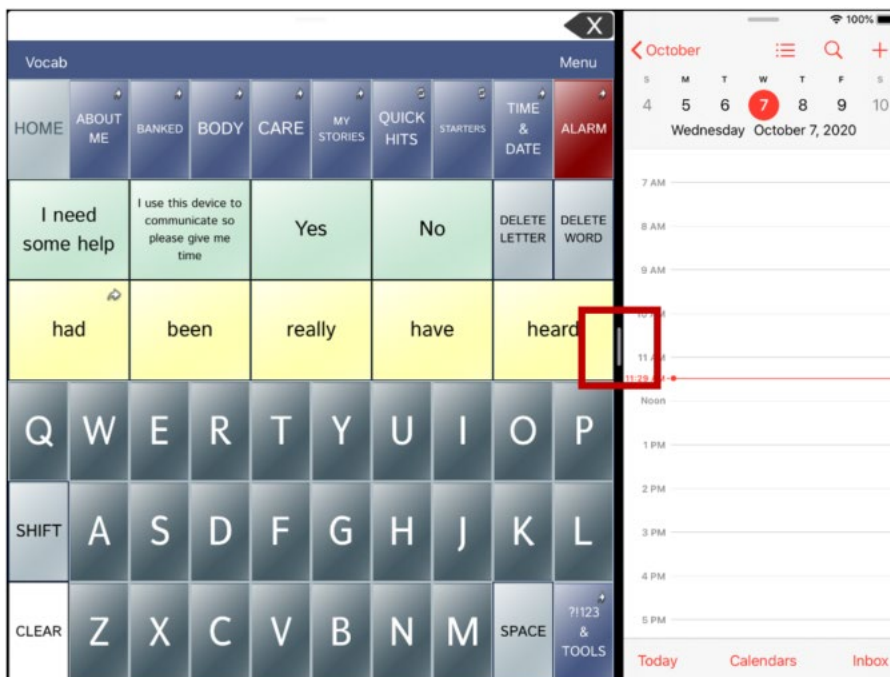 X
Vocab Menu
HOME
ABOUT
ME
BANKED
BODY
CARE
MY
STORIES
QUICK
HITS
STARTERS
TIME
&
DATE
ALARM
I need
some help
I use this device to
communicate so
please give me
time
Yes
No
DELETE
LETTER
DELETE
WORD
had been really have heard
Q W E R T Y U I O P
SHIFT A S D F G H J K L
CLEAR Z X C V B N M SPACE
?!123
&
TOOLS
100%
October
S M T W T F S
4 5 6 7 8 9 10
Wednesday October 7, 2020
7 AM
8 AM
9 AM
10 AM
11 AM
11:29 AM
Noon
1 PM
2 PM
3 PM
4 PM
5 PM
Today Calendars Inbox